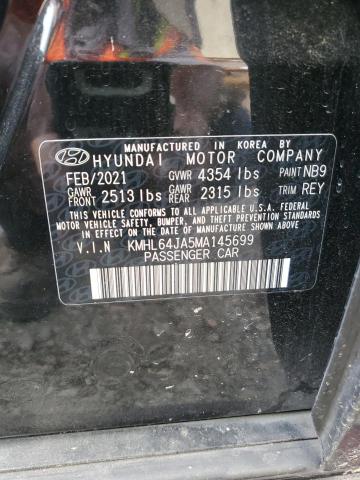 MANUFACTURED IN KOREA BY
HYUNDAI MOTOR COMPANY
FEB/2021 GVWR 4354 lbs PAINT NB9
GAWR FRONT 2513 lbs GAWR REAR 2315 lbs TRIM REY
THIS VEHICLE CONFORMS TO ALL APPLICABLE U.S.A. FEDERAL
MOTOR VEHICLE SAFETY, BUMPER, AND THEFT PREVENTION
STANDARDS IN EFFECT ON THE DATE OF MANUFACTURE SHOWN ABOVE.
V.I.N KMHL64JA5MA145699
PASSENGER CAR